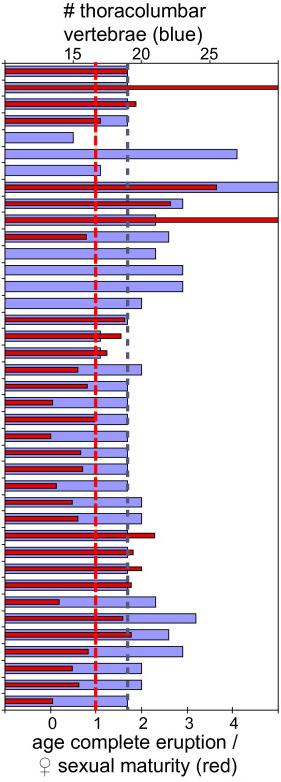 # thoracolumbar
vertebrae (blue)
15 20 25
0 1 2 3 4
age complete eruption /
♀ sexual maturity (red)